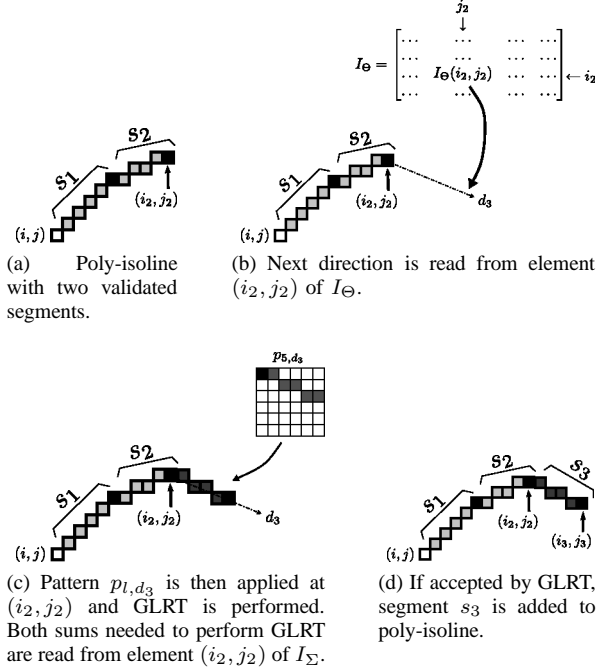 j₂
↓
... ... ... ...
... ... ... ...
I_Θ = ... I_Θ(i₂, j₂) ... ... ← i₂
... ... ... ...
S1
S2
(i₂, j₂)
(i, j)
S1
S2
(i₂, j₂)
(i, j)
d₃
(a) Poly-isoline
with two validated
segments.
(b) Next direction is read from element
(i₂, j₂) of I_Θ.
p_{5,d₃}
S1
S2
(i₂, j₂)
(i, j)
d₃
S1
S2
S3
(i₂, j₂)
(i₃, j₃)
(i, j)
(c) Pattern p_{l,d₃} is then applied at
(i₂, j₂) and GLRT is performed.
Both sums needed to perform GLRT
are read from element (i₂, j₂) of I_Σ.
(d) If accepted by GLRT,
segment s₃ is added to
poly-isoline.